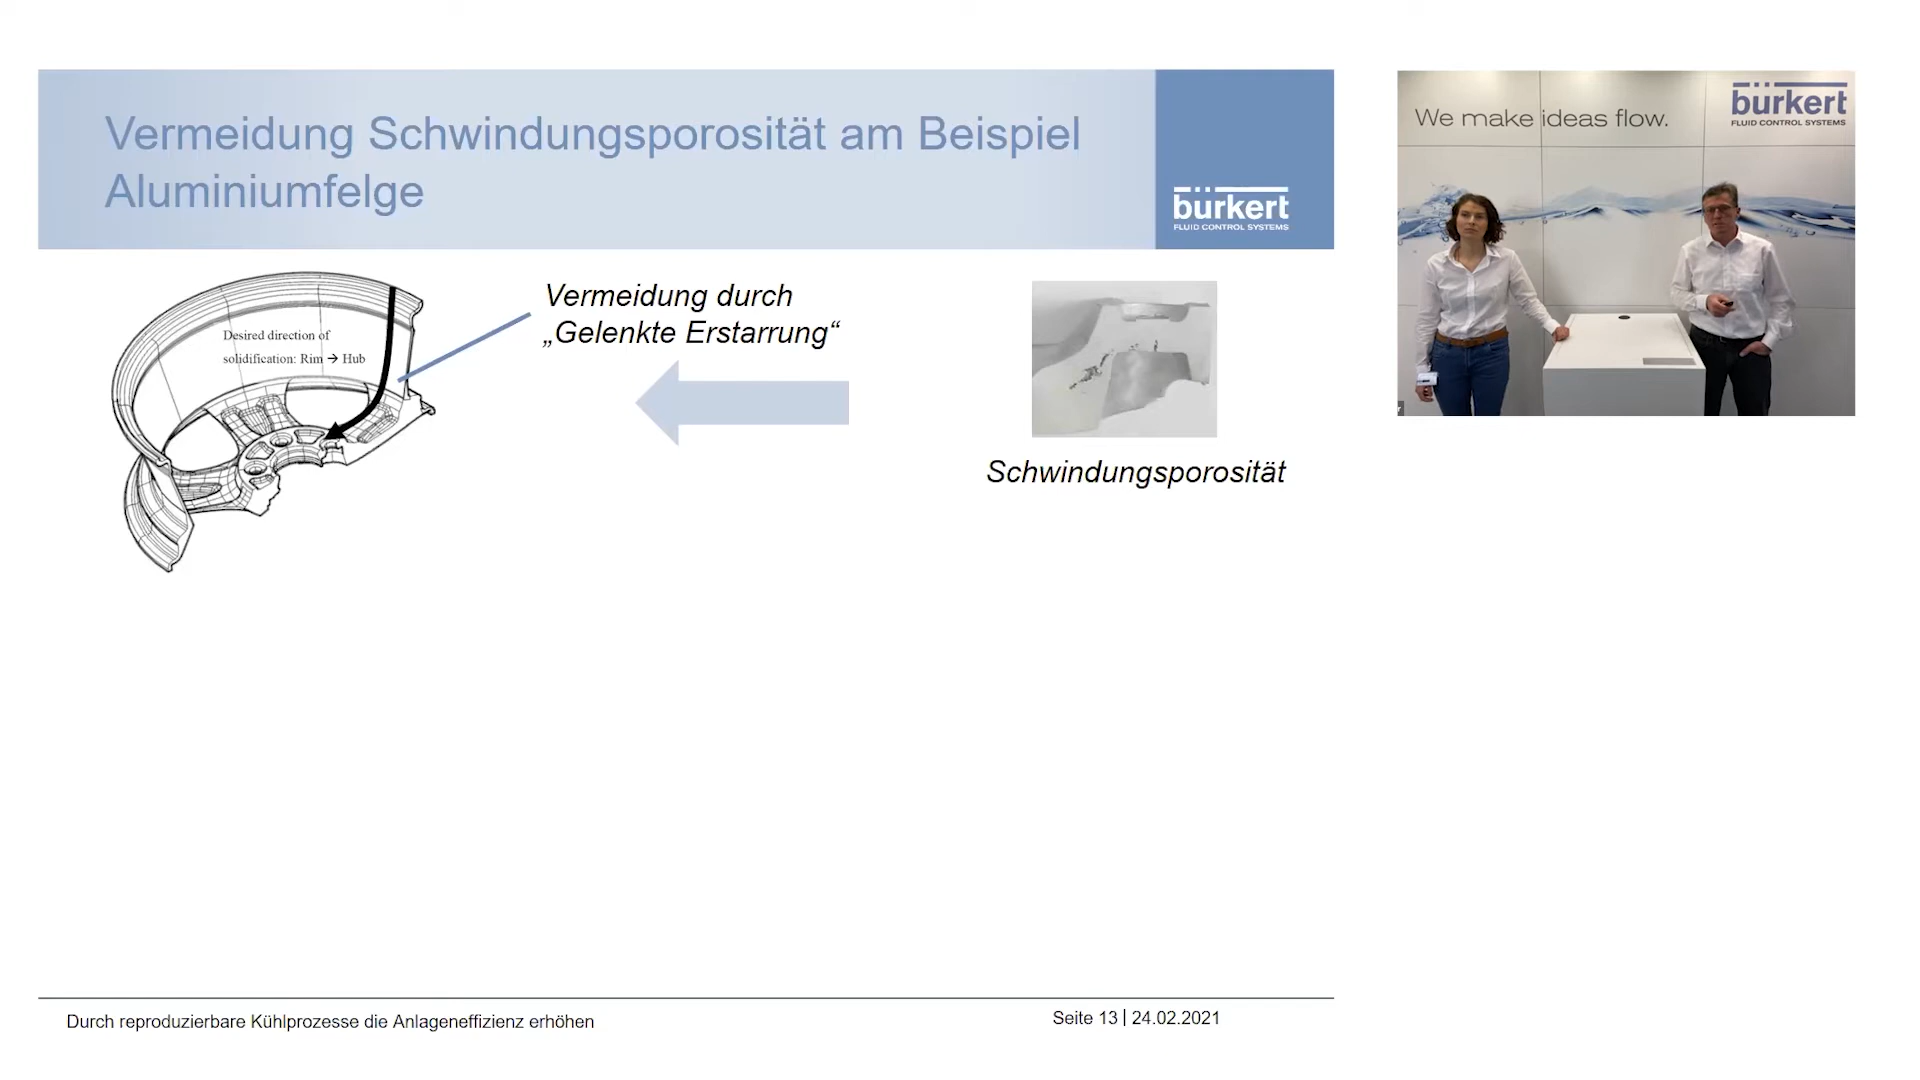 Vermeidung Schwindungsporosität am Beispiel
Aluminiumfelge
bürkert
FLUID CONTROL SYSTEMS
We make ideas flow.
bürkert
FLUID CONTROL SYSTEMS
Desired direction of
solidification: Rim → Hub
Vermeidung durch
„Gelenkte Erstarrung“
Schwindungsporosität
Durch reproduzierbare Kühlprozesse die Anlageneffizienz erhöhen
Seite 13 | 24.02.2021